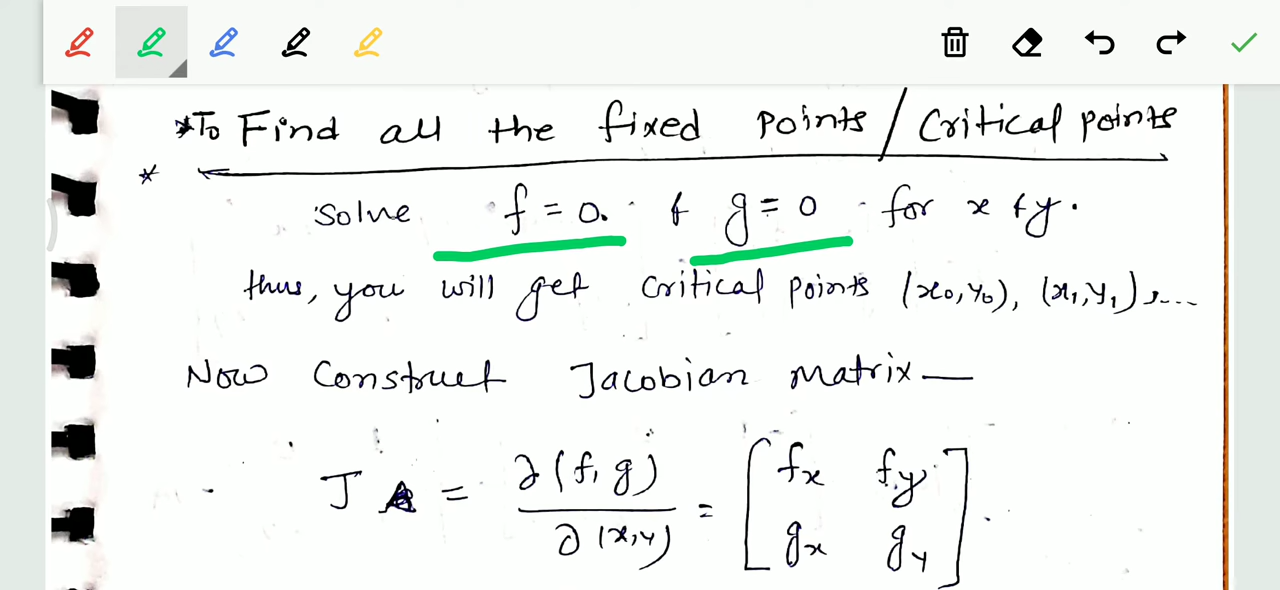 *To Find all the fixed points / Critical points
*
Solve f = 0. & g = 0 for x & y.
thus, you will get critical points (x₀,y₀), (x₁,y₁),....
Now Construct Jacobian Matrix—
J = ∂(f,g)/∂(x,y) = [fx fy
gx gy].